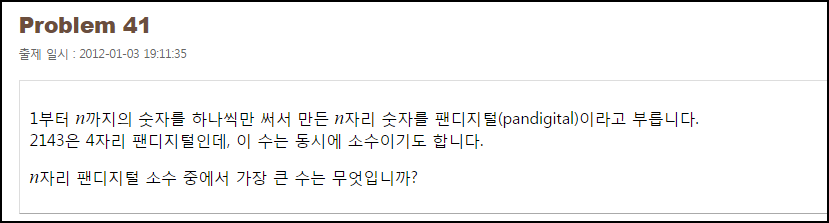 Problem 41
출제 일시 : 2012-01-03 19:11:35
1부터 n까지의 숫자를 하나씩만 써서 만든 n자리 숫자를 팬디지털(pandigital)이라고 부릅니다.
2143은 4자리 팬디지털인데, 이 수는 동시에 소수이기도 합니다.
n자리 팬디지털 소수 중에서 가장 큰 수는 무엇입니까?